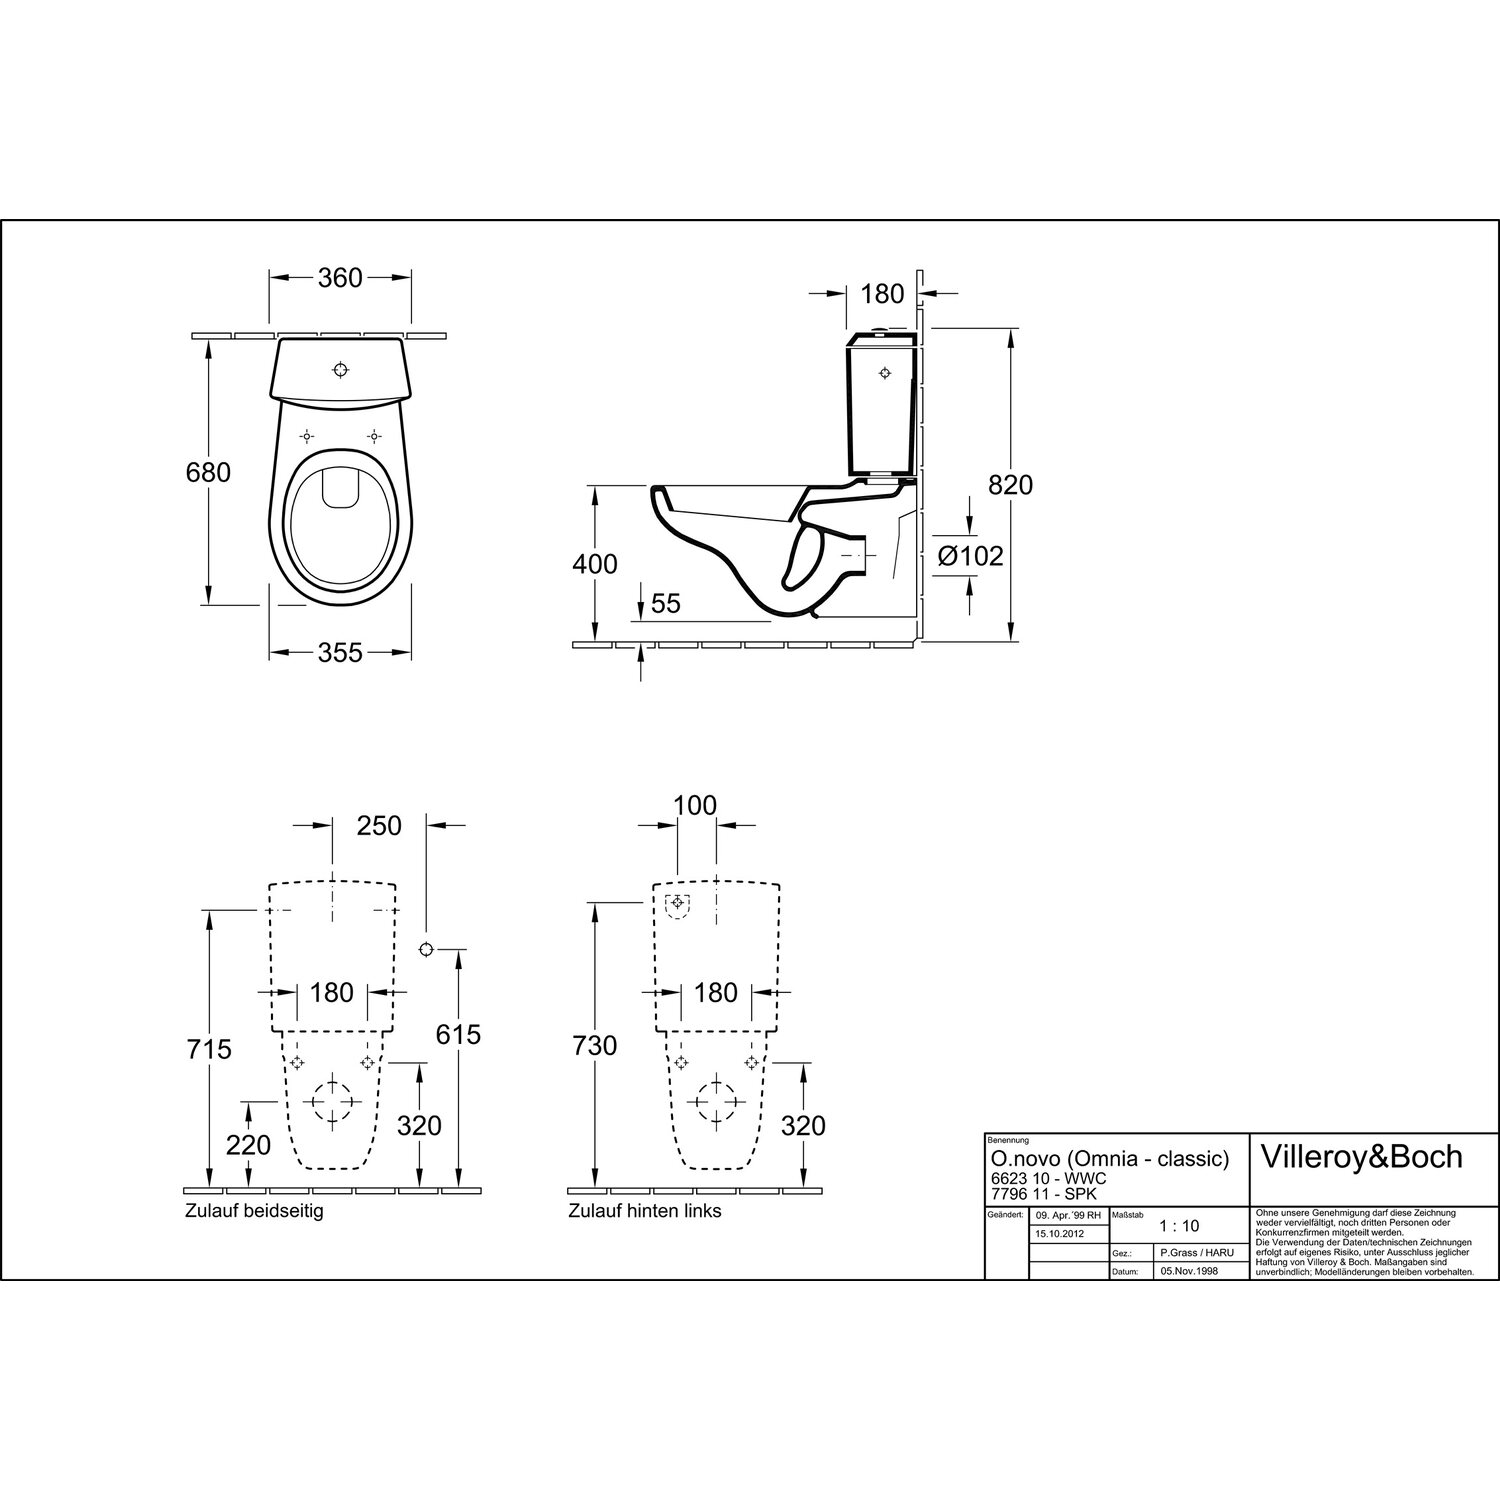 360
180
680
820
Ø102
400
55
355
100
250
180
180
615
715
730
320
320
220
Zulauf beidseitig
Zulauf hinten links
Benennung
O.novo (Omnia - classic)
6623 10 - WWC
7796 11 - SPK
Villeroy&Boch
Geändert:
09. Apr.´99 RH
15.10.2012
Maßstab
1 : 10
Gez.:
P.Grass / HARU
Datum:
05.Nov.1998
Ohne unsere Genehmigung darf diese Zeichnung
weder vervielfältigt, noch dritten Personen oder
Konkurrenzfirmen mitgeteilt werden.
Die Verwendung der Daten/technischen Zeichnungen
erfolgt auf eigenes Risiko, unter Ausschluss jeglicher
Haftung von Villeroy & Boch. Maßangaben sind
unverbindlich; Modelländerungen bleiben vorbehalten.